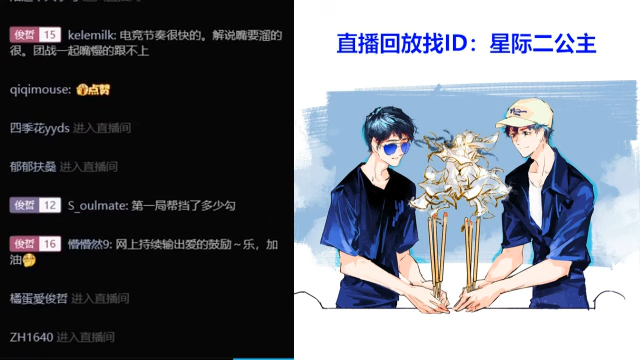 俊哲 15 kelemilk: 电竞节奏很快的。解说嘴要溜的
很。团战一起嘴慢的跟不上
qiqimouse: 点赞
四季花yyds 进入直播间
郁郁扶桑 进入直播间
俊哲 12 S_oulmate: 第一局帮挡了多少勾
俊哲 16 懵懵然9: 网上持续输出爱的鼓励～乐，加
油
橘蛋愛俊哲 进入直播间
ZH1640 进入直播间
直播回放找ID：星际二公主